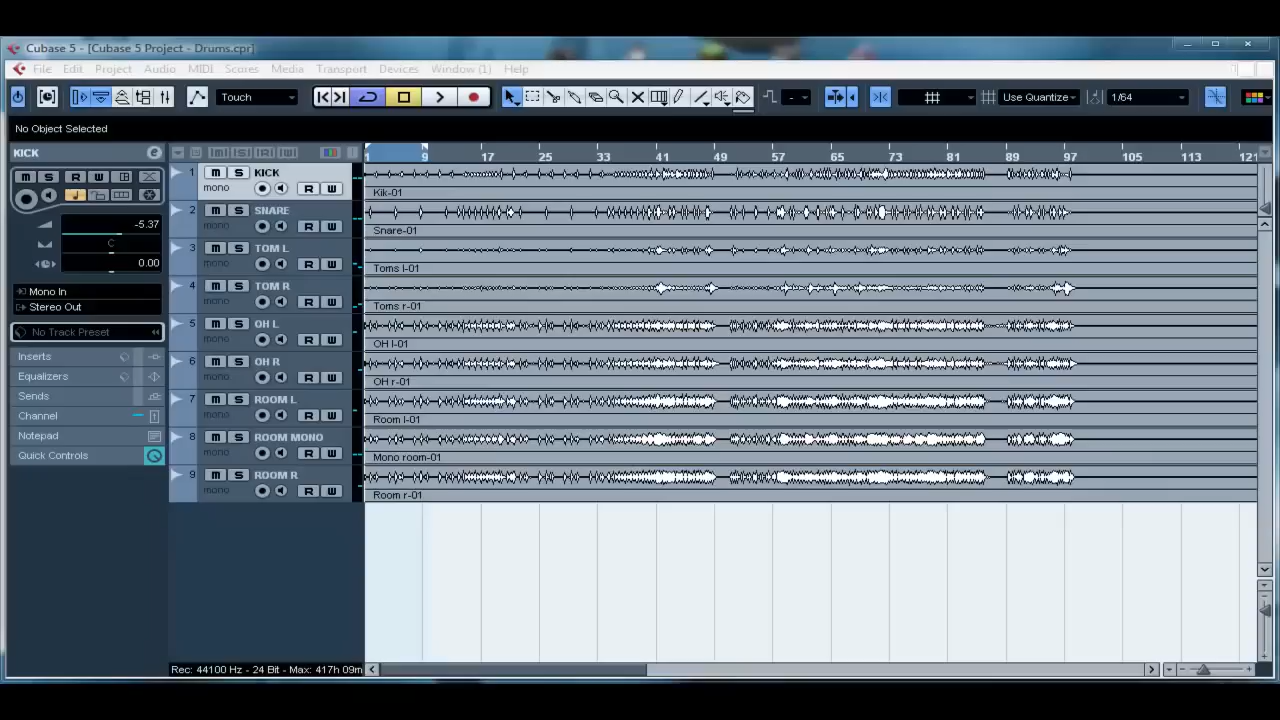 Cubase 5 - [Cubase 5 Project - Drums.cpr]
File Edit Project Audio MIDI Scores Media Transport Devices Window (1) Help
Touch - Use Quantize 1/64
No Object Selected
KICK e
1 9 17 25 33 41 49 57 65 73 81 89 97 105 113 121
m S R W
-5.37
C
0.00
Mono In
Stereo Out
No Track Preset
Inserts
Equalizers
Sends
Channel
Notepad
Quick Controls
1 m S KICK
mono R W
Kik-01
2 m S SNARE
mono R W
Snare-01
3 m S TOM L
mono R W
Toms l-01
4 m S TOM R
mono R W
Toms r-01
5 m S OH L
mono R W
OH l-01
6 m S OH R
mono R W
OH r-01
7 m S ROOM L
mono R W
Room l-01
8 m S ROOM MONO
mono R W
Mono room-01
9 m S ROOM R
mono R W
Room r-01
Rec: 44100 Hz - 24 Bit - Max: 417h 09m